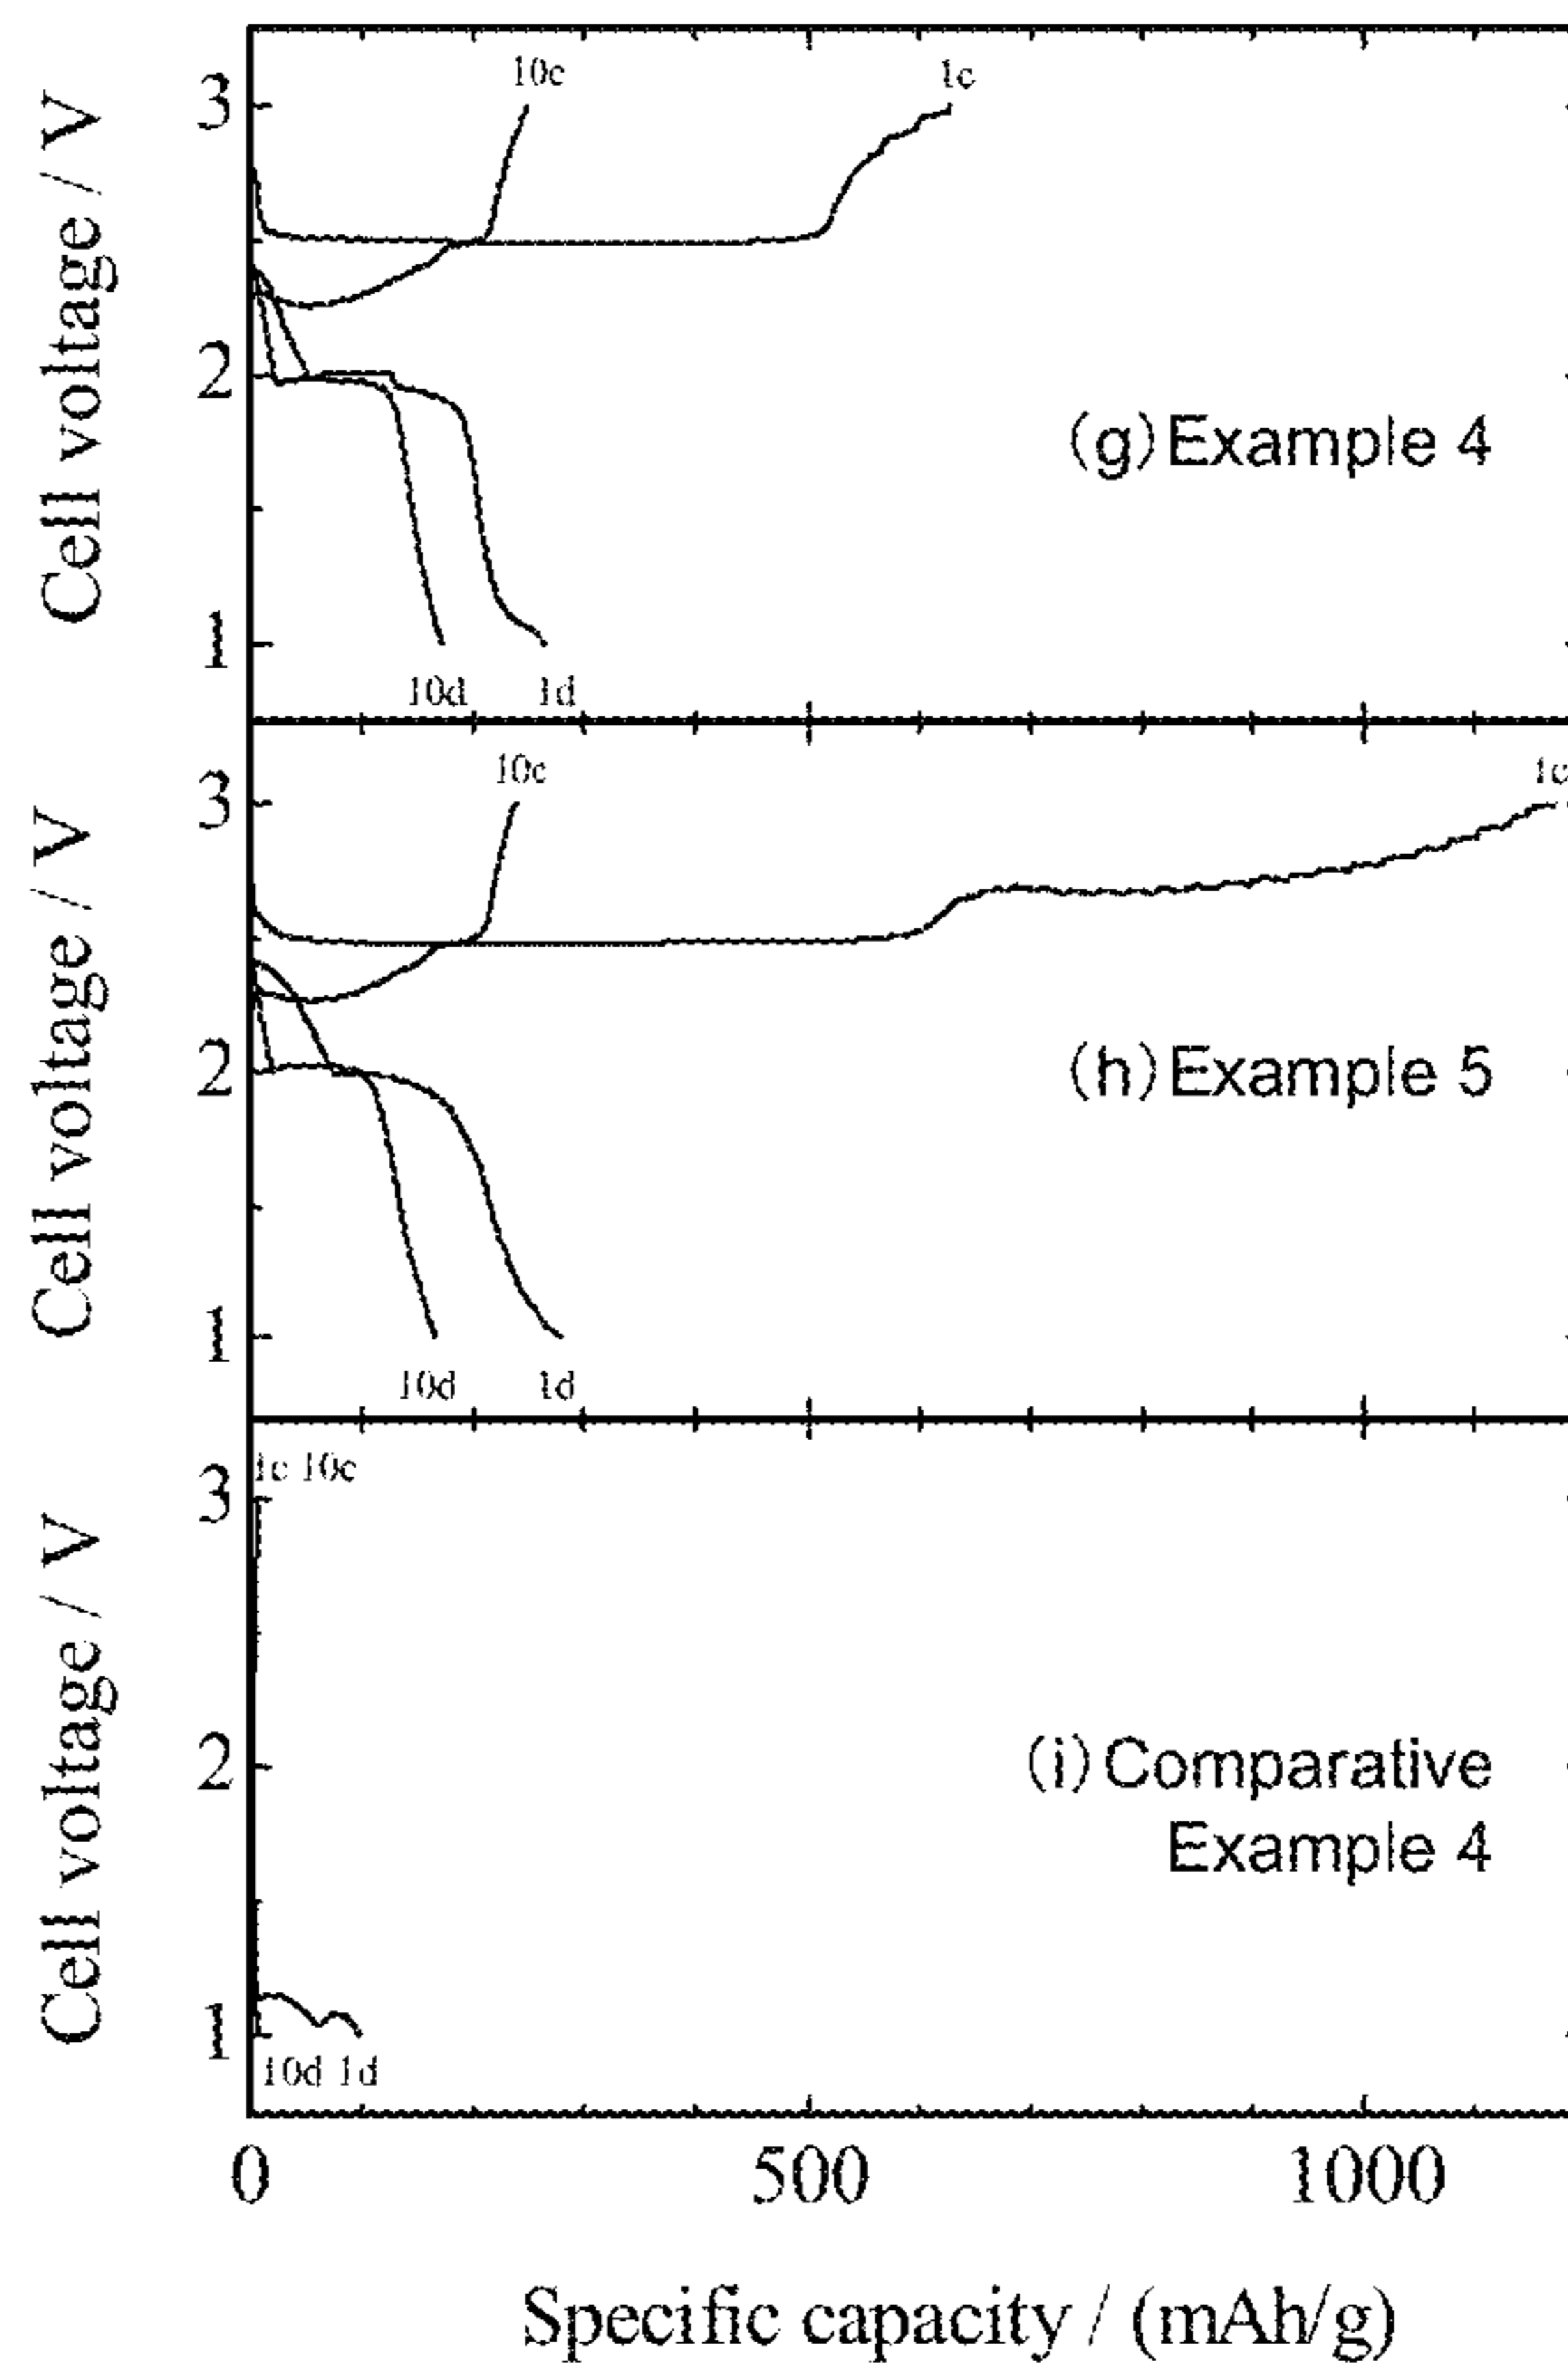 10c
1c
3
2
1
Cell voltage / V
(g) Example 4
10d
1d
10c
1c
3
2
1
Cell voltage / V
(h) Example 5
10d
1d
1c 10c
3
2
1
Cell voltage / V
(i) Comparative
Example 4
10d 1d
0
500
1000
Specific capacity / (mAh/g)